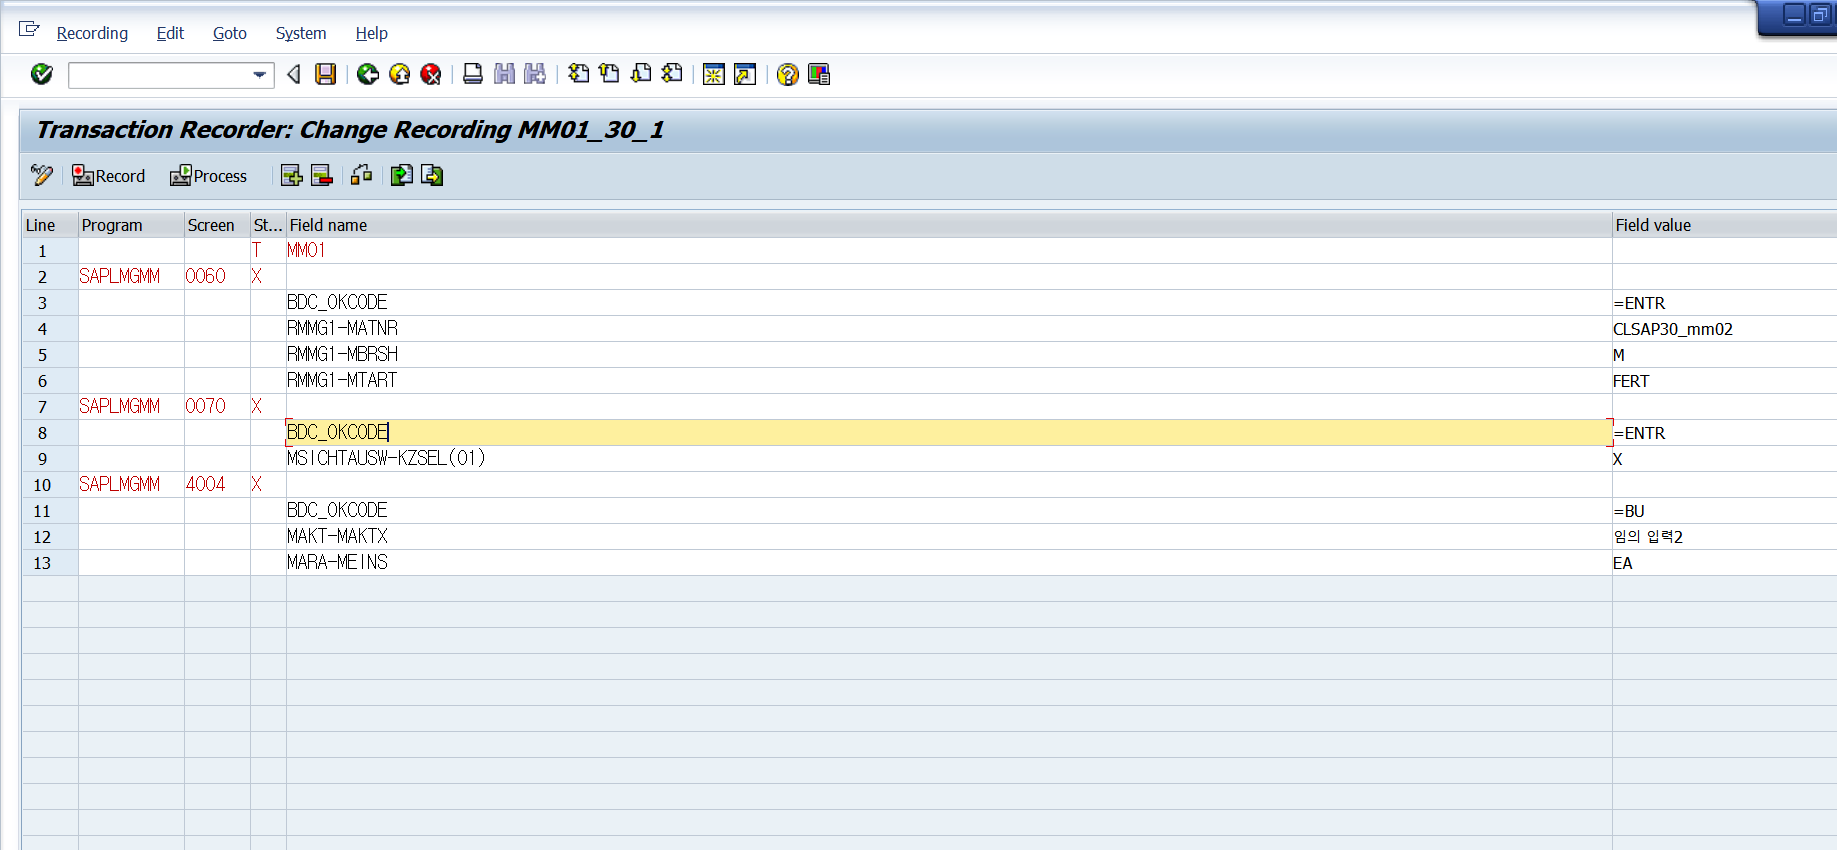 Recording Edit Goto System Help
Transaction Recorder: Change Recording MM01_30_1
Record Process
Line Program Screen St... Field name Field value
1 T MM01
2 SAPLMGMM 0060 X
3 BDC_OKCODE =ENTR
4 RMMG1-MATNR CLSAP30_mm02
5 RMMG1-MBRSH M
6 RMMG1-MTART FERT
7 SAPLMGMM 0070 X
8 BDC_OKCODE =ENTR
9 MSICHTAUSW-KZSEL(01) X
10 SAPLMGMM 4004 X
11 BDC_OKCODE =BU
12 MAKT-MAKTX 임의 입력2
13 MARA-MEINS EA